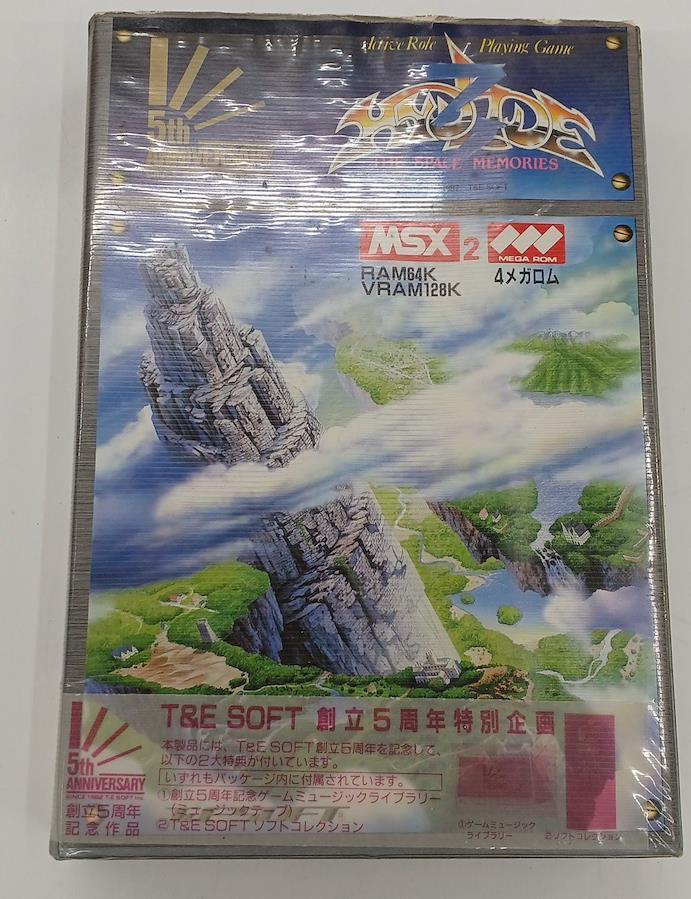 Active Role Playing Game
5th
ANNIVERSARY
HYDLIDE
3
THE SPACE MEMORIES
1987 T&E SOFT
MSX 2
MEGA ROM
RAM64K
VRAM128K
4メガロム
T&E SOFT 創立5周年特別企画
本製品には、T&E SOFT創立5周年を記念して、
以下の2大特典が付いています。
いずれもパッケージ内に付属されています。
①創立5周年記念ゲームミュージックライブラリー
(ミュージックテープ)
②T&E SOFTソフトコレクション
5th
ANNIVERSARY
SINCE 1982 T&E SOFT INC
創立5周年
記念作品
①ゲームミュージック
ライブラリー
②ソフトコレクション